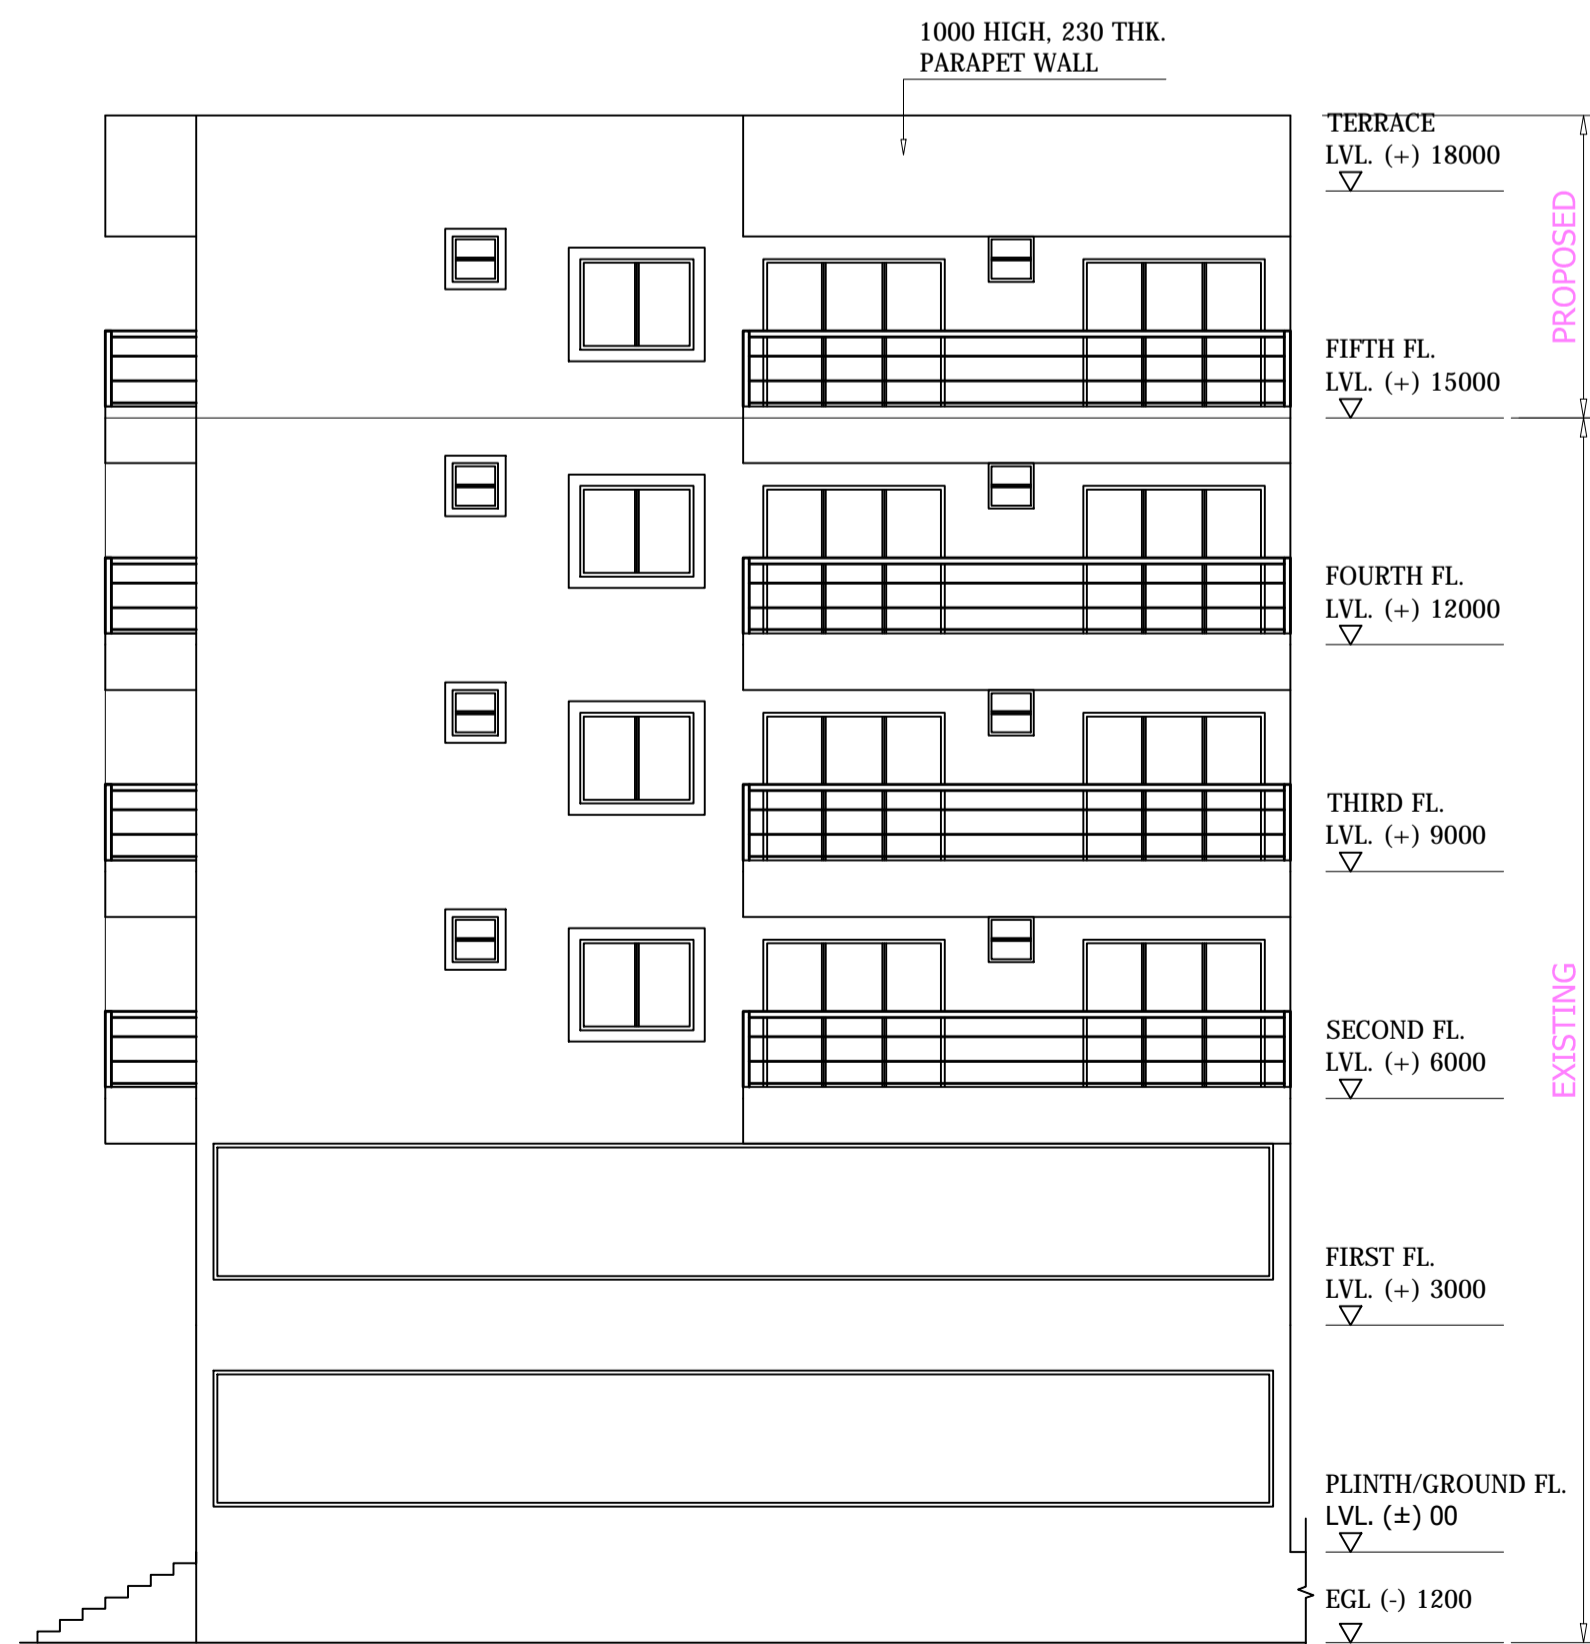 1000 HIGH, 230 THK.
PARAPET WALL
TERRACE
LVL. (+) 18000
PROPOSED
FIFTH FL.
LVL. (+) 15000
FOURTH FL.
LVL. (+) 12000
THIRD FL.
LVL. (+) 9000
EXISTING
SECOND FL.
LVL. (+) 6000
FIRST FL.
LVL. (+) 3000
PLINTH/GROUND FL.
LVL. (±) 00
EGL (-) 1200